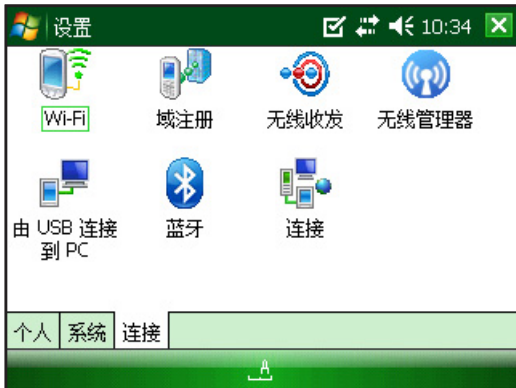 设置 10:34
Wi-Fi 域注册 无线收发 无线管理器
由 USB 连接
到 PC
蓝牙 连接
个人 系统 连接